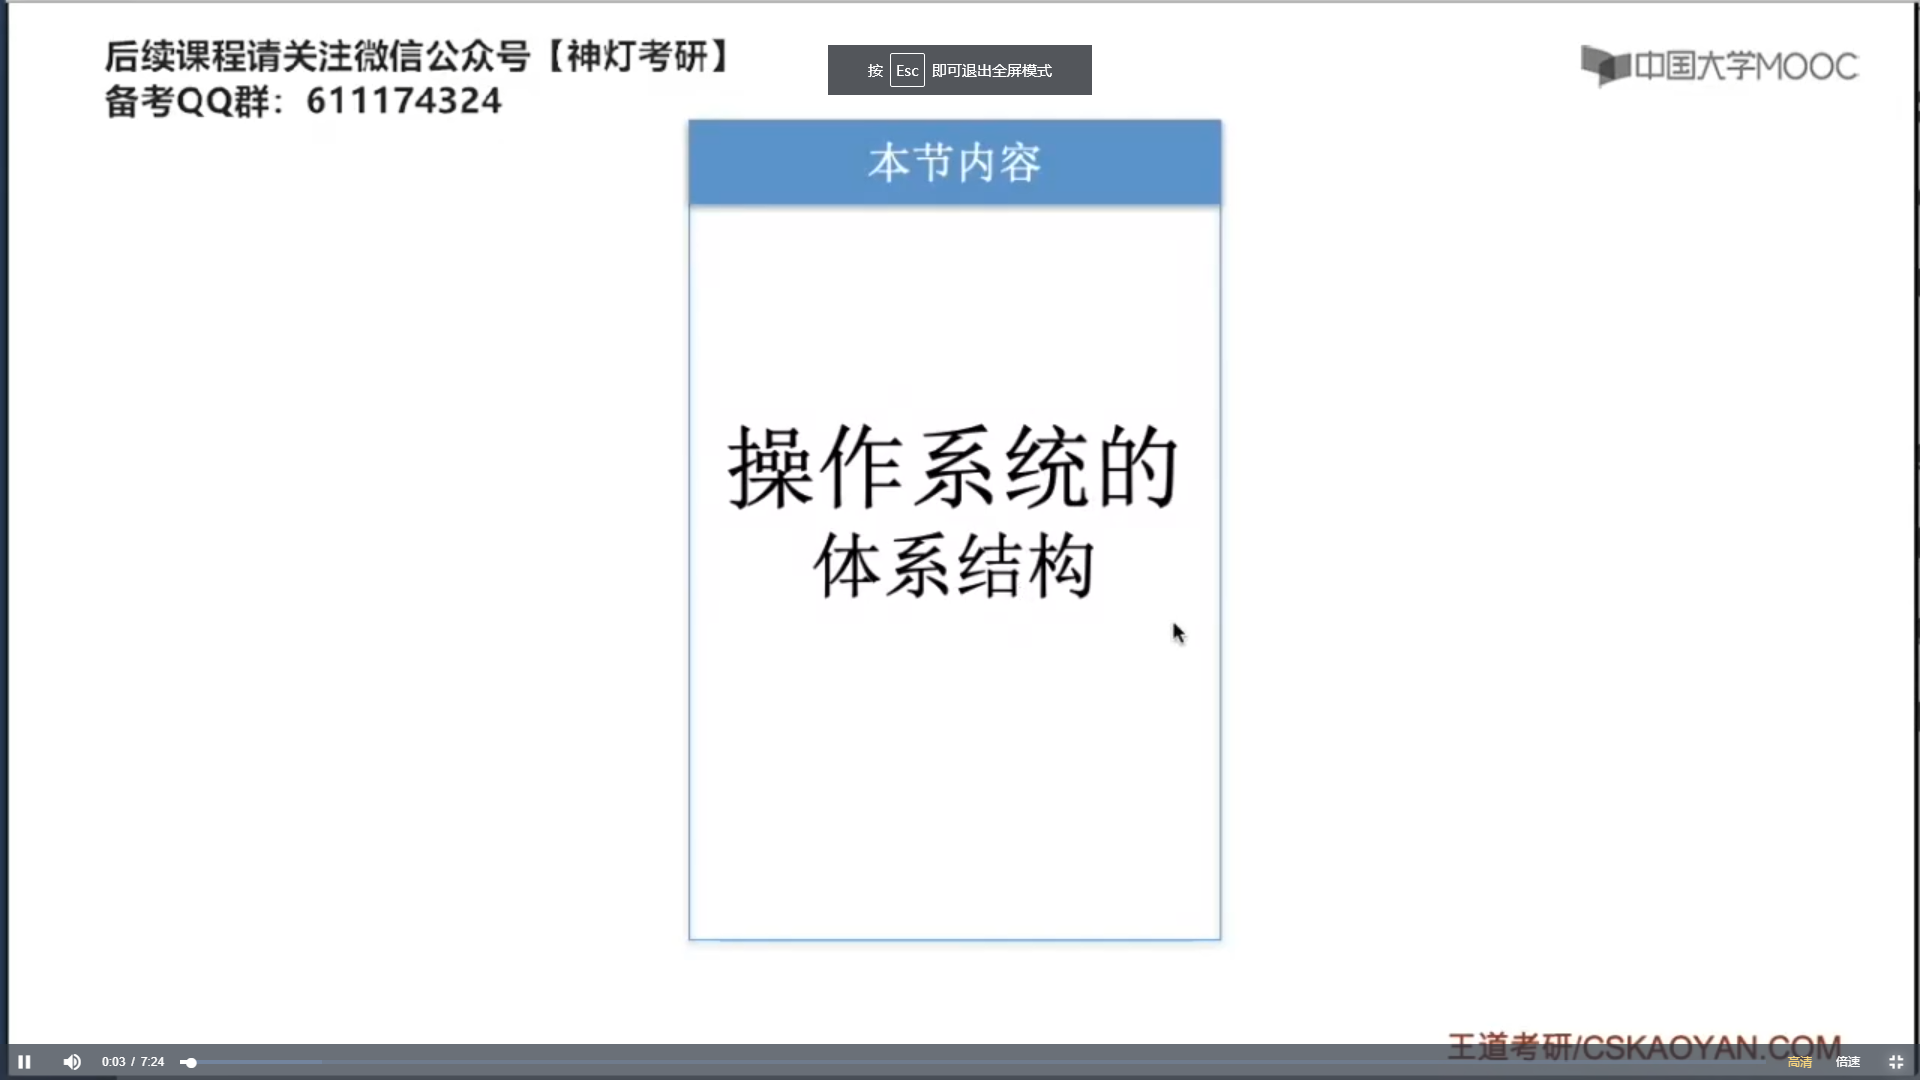 后续课程请关注微信公众号【神灯考研】
备考QQ群：611174324
按 Esc 即可退出全屏模式
中国大学MOOC
本节内容
操作系统的
体系结构
王道考研/CSKAOYAN.COM
0:03 / 7:24
高清
倍速